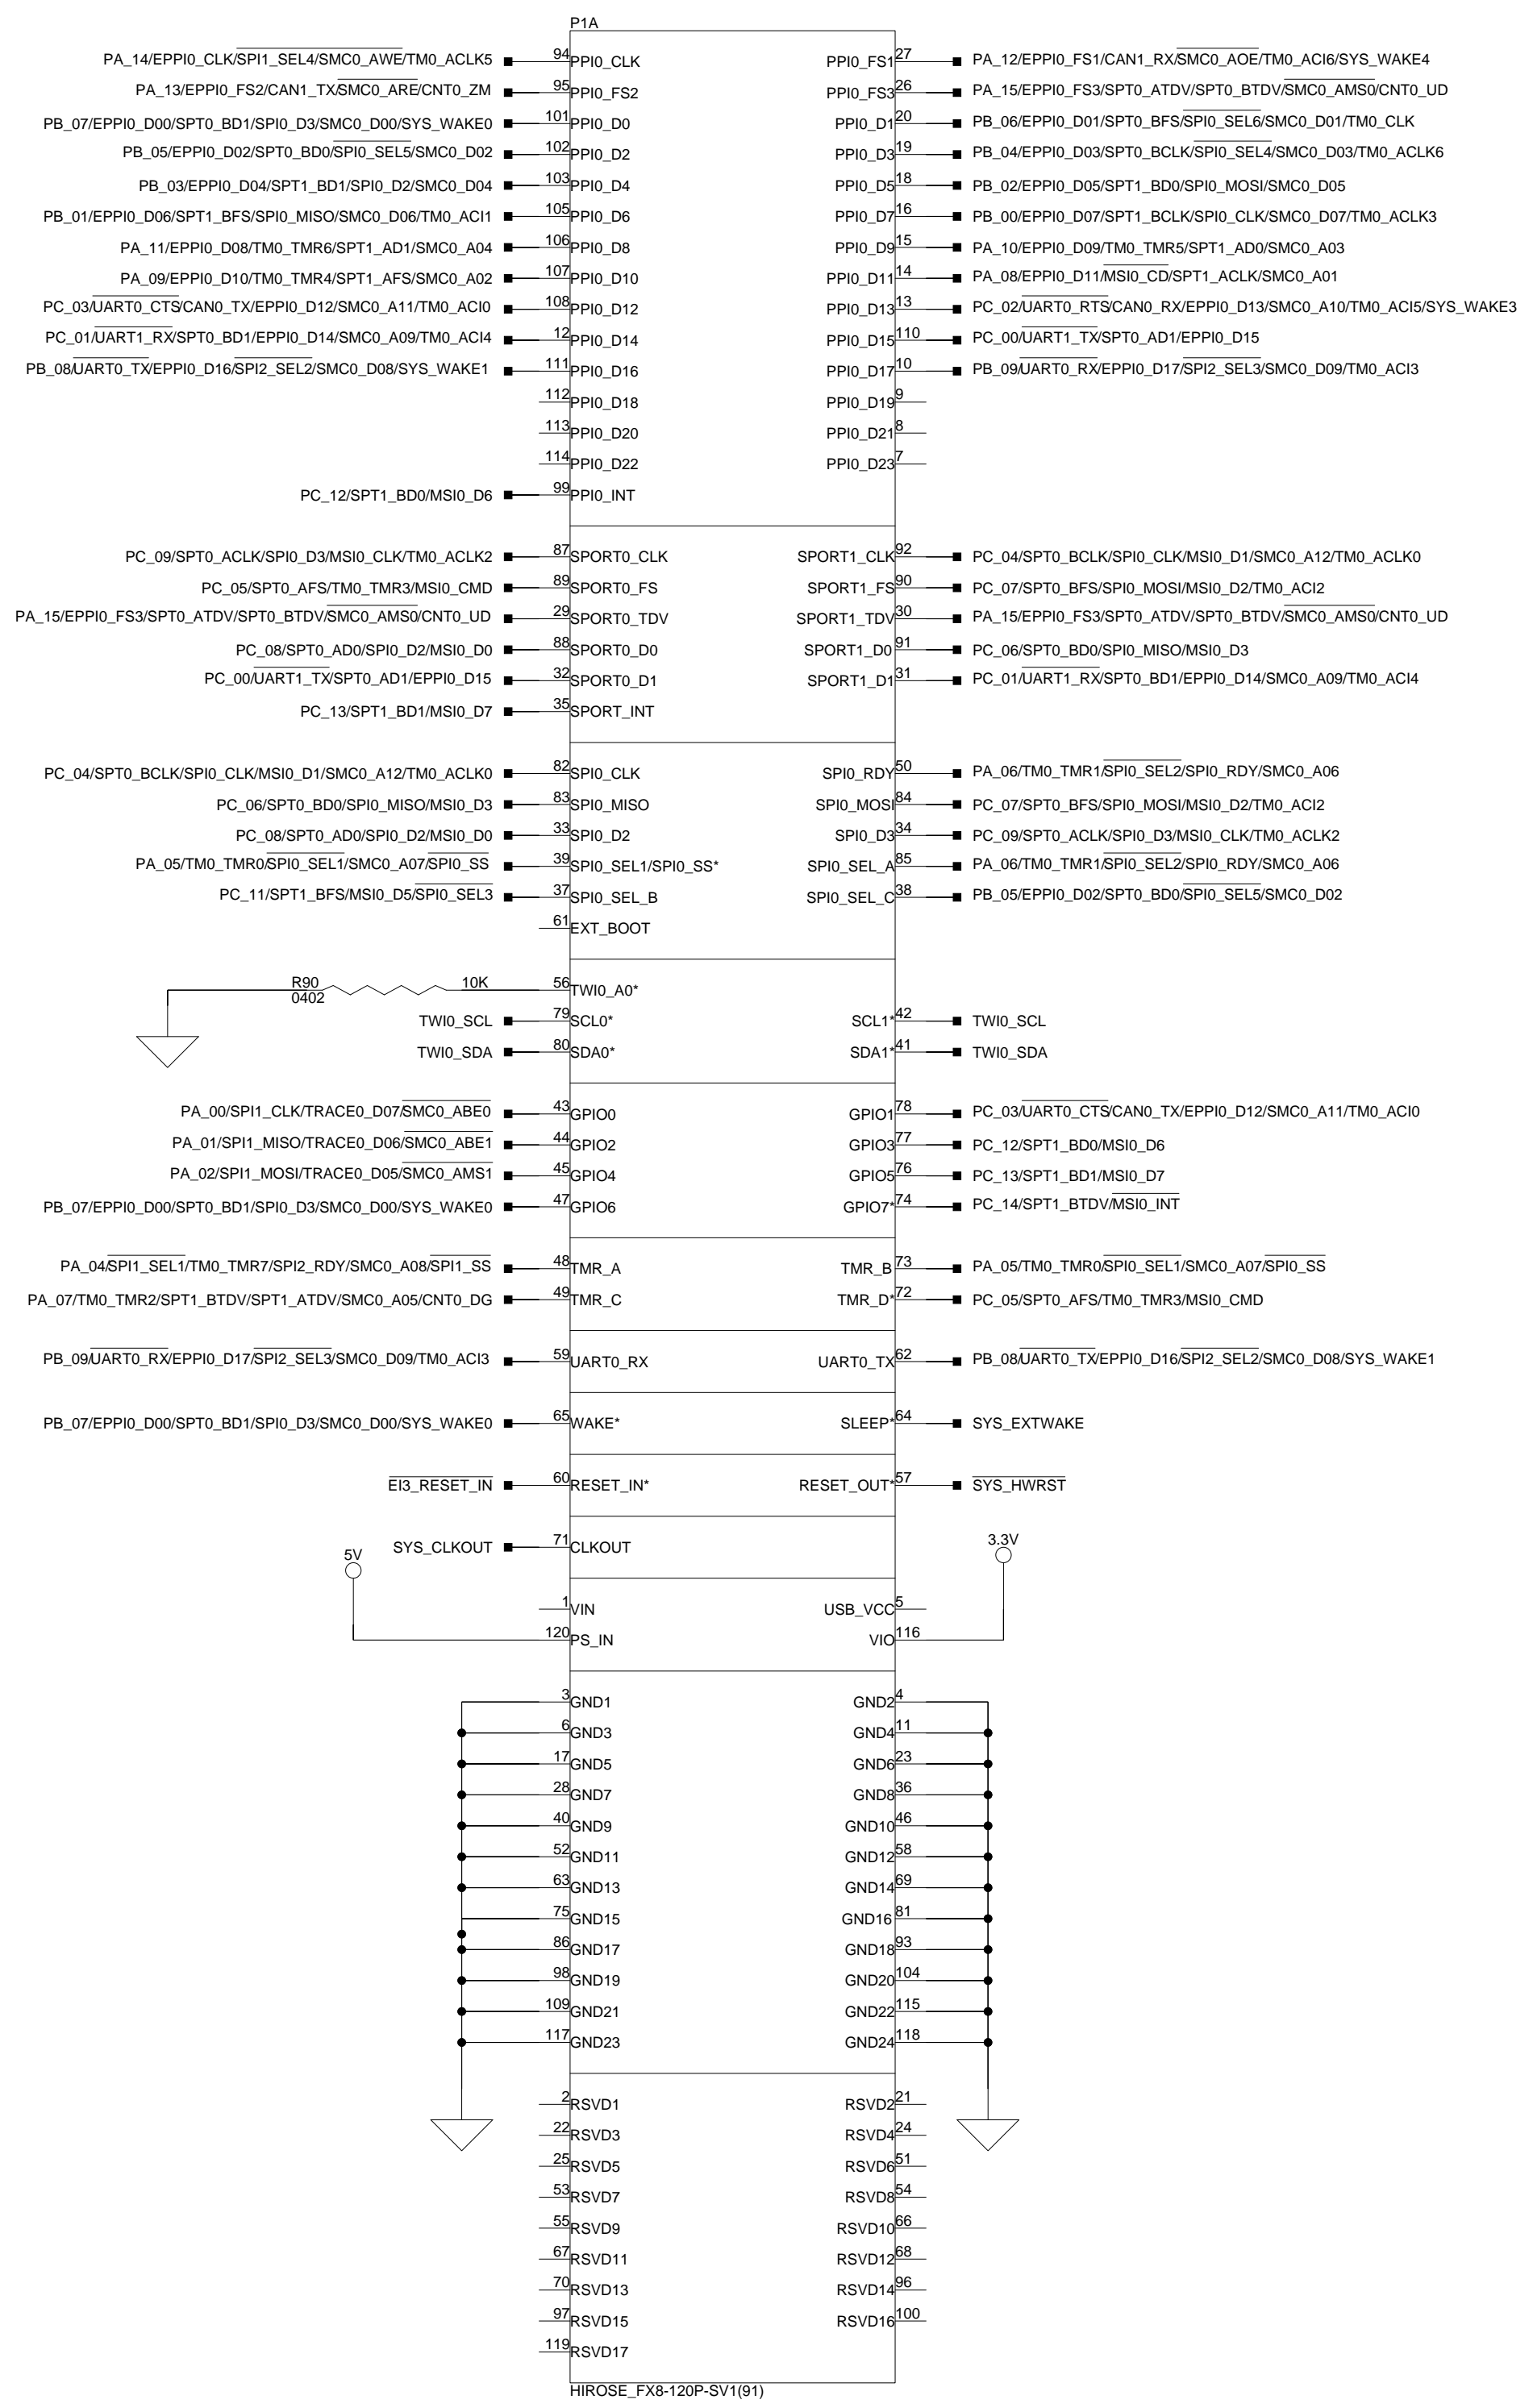 P1A
PA_14/EPPI0_CLK/SPI1_SEL4/SMC0_AWE/TM0_ACLK5 94 PPI0_CLK PPI0_FS1 27 PA_12/EPPI0_FS1/CAN1_RX/SMC0_AOE/TM0_ACI6/SYS_WAKE4
PA_13/EPPI0_FS2/CAN1_TX/SMC0_ARE/CNT0_ZM 95 PPI0_FS2 PPI0_FS3 26 PA_15/EPPI0_FS3/SPT0_ATDV/SPT0_BTDV/SMC0_AMS0/CNT0_UD
PB_07/EPPI0_D00/SPT0_BD1/SPI0_D3/SMC0_D00/SYS_WAKE0 101 PPI0_D0 PPI0_D1 20 PB_06/EPPI0_D01/SPT0_BFS/SPI0_SEL6/SMC0_D01/TM0_CLK
PB_05/EPPI0_D02/SPT0_BD0/SPI0_SEL5/SMC0_D02 102 PPI0_D2 PPI0_D3 19 PB_04/EPPI0_D03/SPT0_BCLK/SPI0_SEL4/SMC0_D03/TM0_ACLK6
PB_03/EPPI0_D04/SPT1_BD1/SPI0_D2/SMC0_D04 103 PPI0_D4 PPI0_D5 18 PB_02/EPPI0_D05/SPT1_BD0/SPI0_MOSI/SMC0_D05
PB_01/EPPI0_D06/SPT1_BFS/SPI0_MISO/SMC0_D06/TM0_ACI1 105 PPI0_D6 PPI0_D7 16 PB_00/EPPI0_D07/SPT1_BCLK/SPI0_CLK/SMC0_D07/TM0_ACLK3
PA_11/EPPI0_D08/TM0_TMR6/SPT1_AD1/SMC0_A04 106 PPI0_D8 PPI0_D9 15 PA_10/EPPI0_D09/TM0_TMR5/SPT1_AD0/SMC0_A03
PA_09/EPPI0_D10/TM0_TMR4/SPT1_AFS/SMC0_A02 107 PPI0_D10 PPI0_D11 14 PA_08/EPPI0_D11/MSI0_CD/SPT1_ACLK/SMC0_A01
PC_03/UART0_CTS/CAN0_TX/EPPI0_D12/SMC0_A11/TM0_ACI0 108 PPI0_D12 PPI0_D13 13 PC_02/UART0_RTS/CAN0_RX/EPPI0_D13/SMC0_A10/TM0_ACI5/SYS_WAKE3
PC_01/UART1_RX/SPT0_BD1/EPPI0_D14/SMC0_A09/TM0_ACI4 12 PPI0_D14 PPI0_D15 110 PC_00/UART1_TX/SPT0_AD1/EPPI0_D15
PB_08/UART0_TX/EPPI0_D16/SPI2_SEL2/SMC0_D08/SYS_WAKE1 111 PPI0_D16 PPI0_D17 10 PB_09/UART0_RX/EPPI0_D17/SPI2_SEL3/SMC0_D09/TM0_ACI3
112 PPI0_D18 PPI0_D19 9
113 PPI0_D20 PPI0_D21 8
114 PPI0_D22 PPI0_D23 7
PC_12/SPT1_BD0/MSI0_D6 99 PPI0_INT
PC_09/SPT0_ACLK/SPI0_D3/MSI0_CLK/TM0_ACLK2 87 SPORT0_CLK SPORT1_CLK 92 PC_04/SPT0_BCLK/SPI0_CLK/MSI0_D1/SMC0_A12/TM0_ACLK0
PC_05/SPT0_AFS/TM0_TMR3/MSI0_CMD 89 SPORT0_FS SPORT1_FS 90 PC_07/SPT0_BFS/SPI0_MOSI/MSI0_D2/TM0_ACI2
PA_15/EPPI0_FS3/SPT0_ATDV/SPT0_BTDV/SMC0_AMS0/CNT0_UD 29 SPORT0_TDV SPORT1_TDV 30 PA_15/EPPI0_FS3/SPT0_ATDV/SPT0_BTDV/SMC0_AMS0/CNT0_UD
PC_08/SPT0_AD0/SPI0_D2/MSI0_D0 88 SPORT0_D0 SPORT1_D0 91 PC_06/SPT0_BD0/SPI0_MISO/MSI0_D3
PC_00/UART1_TX/SPT0_AD1/EPPI0_D15 32 SPORT0_D1 SPORT1_D1 31 PC_01/UART1_RX/SPT0_BD1/EPPI0_D14/SMC0_A09/TM0_ACI4
PC_13/SPT1_BD1/MSI0_D7 35 SPORT_INT
PC_04/SPT0_BCLK/SPI0_CLK/MSI0_D1/SMC0_A12/TM0_ACLK0 82 SPI0_CLK SPI0_RDY 50 PA_06/TM0_TMR1/SPI0_SEL2/SPI0_RDY/SMC0_A06
PC_06/SPT0_BD0/SPI0_MISO/MSI0_D3 83 SPI0_MISO SPI0_MOSI 84 PC_07/SPT0_BFS/SPI0_MOSI/MSI0_D2/TM0_ACI2
PC_08/SPT0_AD0/SPI0_D2/MSI0_D0 33 SPI0_D2 SPI0_D3 34 PC_09/SPT0_ACLK/SPI0_D3/MSI0_CLK/TM0_ACLK2
PA_05/TM0_TMR0/SPI0_SEL1/SMC0_A07/SPI0_SS 39 SPI0_SEL1/SPI0_SS* SPI0_SEL_A 85 PA_06/TM0_TMR1/SPI0_SEL2/SPI0_RDY/SMC0_A06
PC_11/SPT1_BFS/MSI0_D5/SPI0_SEL3 37 SPI0_SEL_B SPI0_SEL_C 38 PB_05/EPPI0_D02/SPT0_BD0/SPI0_SEL5/SMC0_D02
61 EXT_BOOT
R90 10K 56 TWI0_A0*
0402
TWI0_SCL 79 SCL0* SCL1* 42 TWI0_SCL
TWI0_SDA 80 SDA0* SDA1* 41 TWI0_SDA
PA_00/SPI1_CLK/TRACE0_D07/SMC0_ABE0 43 GPIO0 GPIO1 78 PC_03/UART0_CTS/CAN0_TX/EPPI0_D12/SMC0_A11/TM0_ACI0
PA_01/SPI1_MISO/TRACE0_D06/SMC0_ABE1 44 GPIO2 GPIO3 77 PC_12/SPT1_BD0/MSI0_D6
PA_02/SPI1_MOSI/TRACE0_D05/SMC0_AMS1 45 GPIO4 GPIO5 76 PC_13/SPT1_BD1/MSI0_D7
PB_07/EPPI0_D00/SPT0_BD1/SPI0_D3/SMC0_D00/SYS_WAKE0 47 GPIO6 GPIO7* 74 PC_14/SPT1_BTDV/MSI0_INT
PA_04/SPI1_SEL1/TM0_TMR7/SPI2_RDY/SMC0_A08/SPI1_SS 48 TMR_A TMR_B 73 PA_05/TM0_TMR0/SPI0_SEL1/SMC0_A07/SPI0_SS
PA_07/TM0_TMR2/SPT1_BTDV/SPT1_ATDV/SMC0_A05/CNT0_DG 49 TMR_C TMR_D* 72 PC_05/SPT0_AFS/TM0_TMR3/MSI0_CMD
PB_09/UART0_RX/EPPI0_D17/SPI2_SEL3/SMC0_D09/TM0_ACI3 59 UART0_RX UART0_TX 62 PB_08/UART0_TX/EPPI0_D16/SPI2_SEL2/SMC0_D08/SYS_WAKE1
PB_07/EPPI0_D00/SPT0_BD1/SPI0_D3/SMC0_D00/SYS_WAKE0 65 WAKE* SLEEP* 64 SYS_EXTWAKE
EI3_RESET_IN 60 RESET_IN* RESET_OUT* 57 SYS_HWRST
SYS_CLKOUT 71 CLKOUT
5V 3.3V
1 VIN USB_VCC 5
120 PS_IN VIO 116
3 GND1 GND2 4
6 GND3 GND4 11
17 GND5 GND6 23
28 GND7 GND8 36
40 GND9 GND10 46
52 GND11 GND12 58
63 GND13 GND14 69
75 GND15 GND16 81
86 GND17 GND18 93
98 GND19 GND20 104
109 GND21 GND22 115
117 GND23 GND24 118
2 RSVD1 RSVD2 21
22 RSVD3 RSVD4 24
25 RSVD5 RSVD6 51
53 RSVD7 RSVD8 54
55 RSVD9 RSVD10 66
67 RSVD11 RSVD12 68
70 RSVD13 RSVD14 96
97 RSVD15 RSVD16 100
119 RSVD17
HIROSE_FX8-120P-SV1(91)